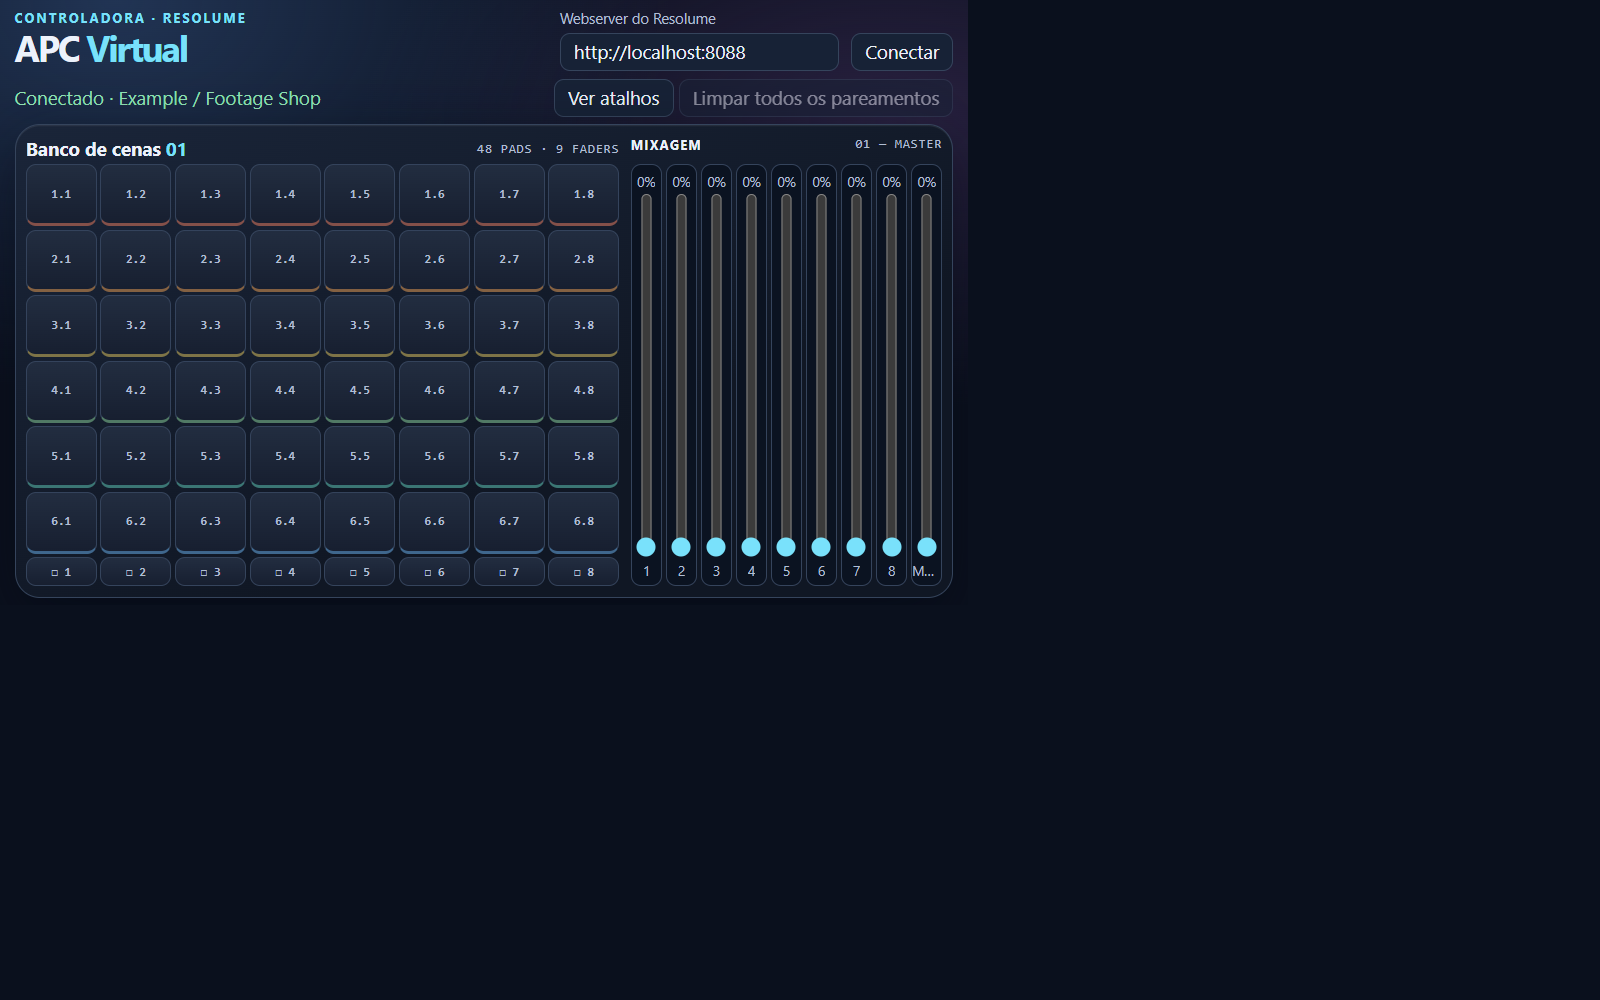 CONTROLADORA · RESOLUME
APC Virtual
Webserver do Resolume
http://localhost:8088
Conectar
Conectado · Example / Footage Shop
Ver atalhos
Limpar todos os pareamentos
Banco de cenas 01
48 PADS · 9 FADERS
1.1 1.2 1.3 1.4 1.5 1.6 1.7 1.8
2.1 2.2 2.3 2.4 2.5 2.6 2.7 2.8
3.1 3.2 3.3 3.4 3.5 3.6 3.7 3.8
4.1 4.2 4.3 4.4 4.5 4.6 4.7 4.8
5.1 5.2 5.3 5.4 5.5 5.6 5.7 5.8
6.1 6.2 6.3 6.4 6.5 6.6 6.7 6.8
□ 1 □ 2 □ 3 □ 4 □ 5 □ 6 □ 7 □ 8
MIXAGEM
01 — MASTER
0% 0% 0% 0% 0% 0% 0% 0% 0%
1 2 3 4 5 6 7 8 M...